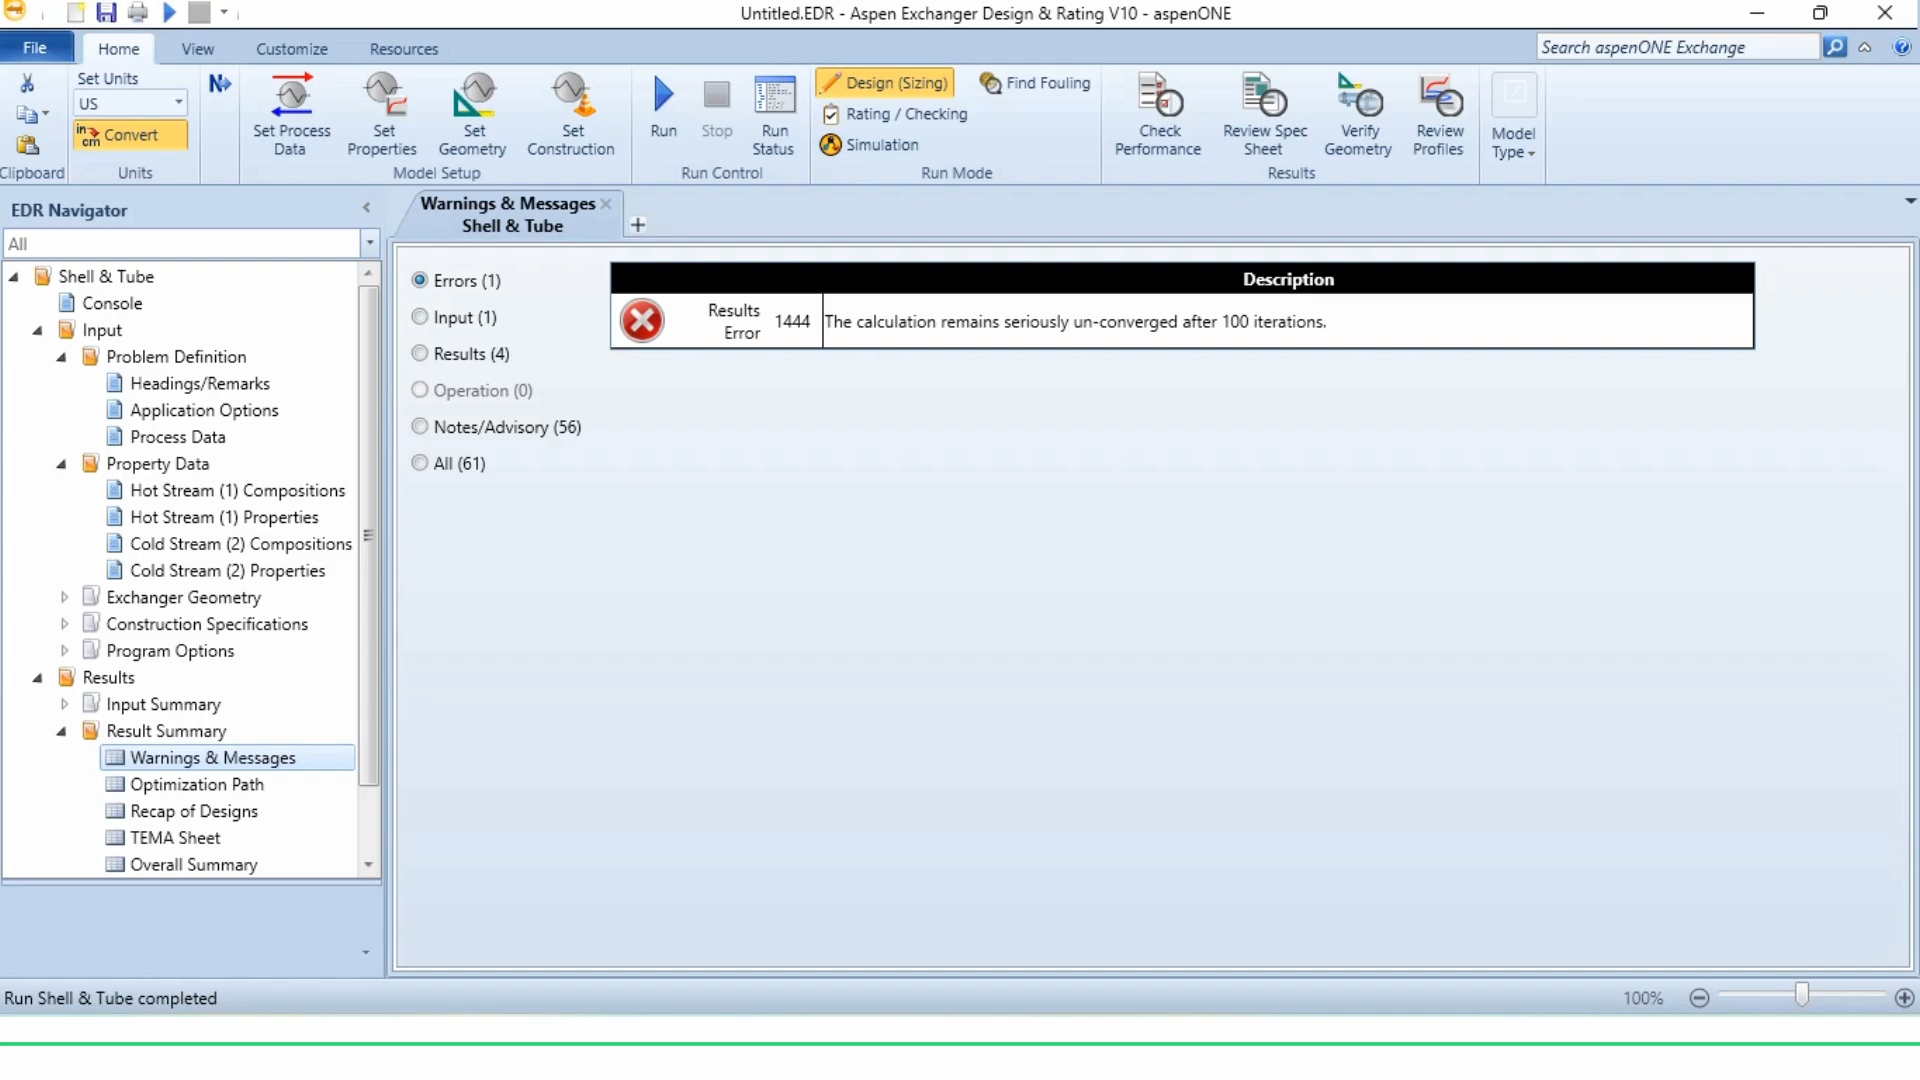 Untitled.EDR - Aspen Exchanger Design & Rating V10 - aspenONE
File
Home
View
Customize
Resources
Search aspenONE Exchange
Set Units
US
in cm Convert
Clipboard
Units
N
Set Process Data
Set Properties
Set Geometry
Set Construction
Model Setup
Run
Stop
Run Status
Run Control
Design (Sizing)
Rating / Checking
Simulation
Find Fouling
Run Mode
Check Performance
Review Spec Sheet
Verify Geometry
Review Profiles
Results
Model Type
EDR Navigator
All
Shell & Tube
Console
Input
Problem Definition
Headings/Remarks
Application Options
Process Data
Property Data
Hot Stream (1) Compositions
Hot Stream (1) Properties
Cold Stream (2) Compositions
Cold Stream (2) Properties
Exchanger Geometry
Construction Specifications
Program Options
Results
Input Summary
Result Summary
Warnings & Messages
Optimization Path
Recap of Designs
TEMA Sheet
Overall Summary
Warnings & Messages
Shell & Tube
Errors (1)
Input (1)
Results (4)
Operation (0)
Notes/Advisory (56)
All (61)
Description
Results Error 1444 The calculation remains seriously un-converged after 100 iterations.
Run Shell & Tube completed
100%